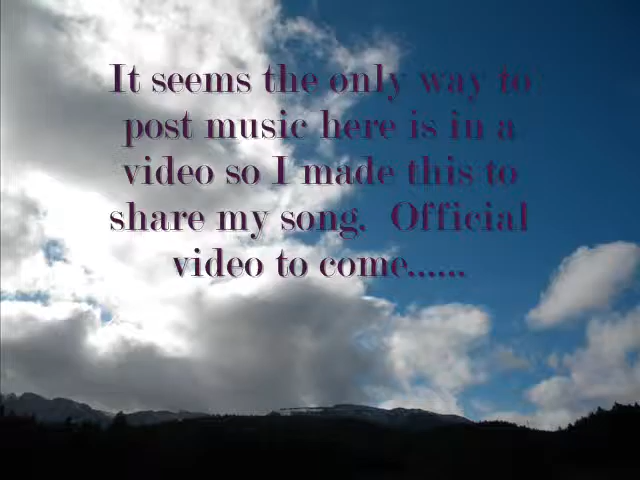 It seems the only way to
post music here is in a
video so I made this to
share my song.  Official
video to come......